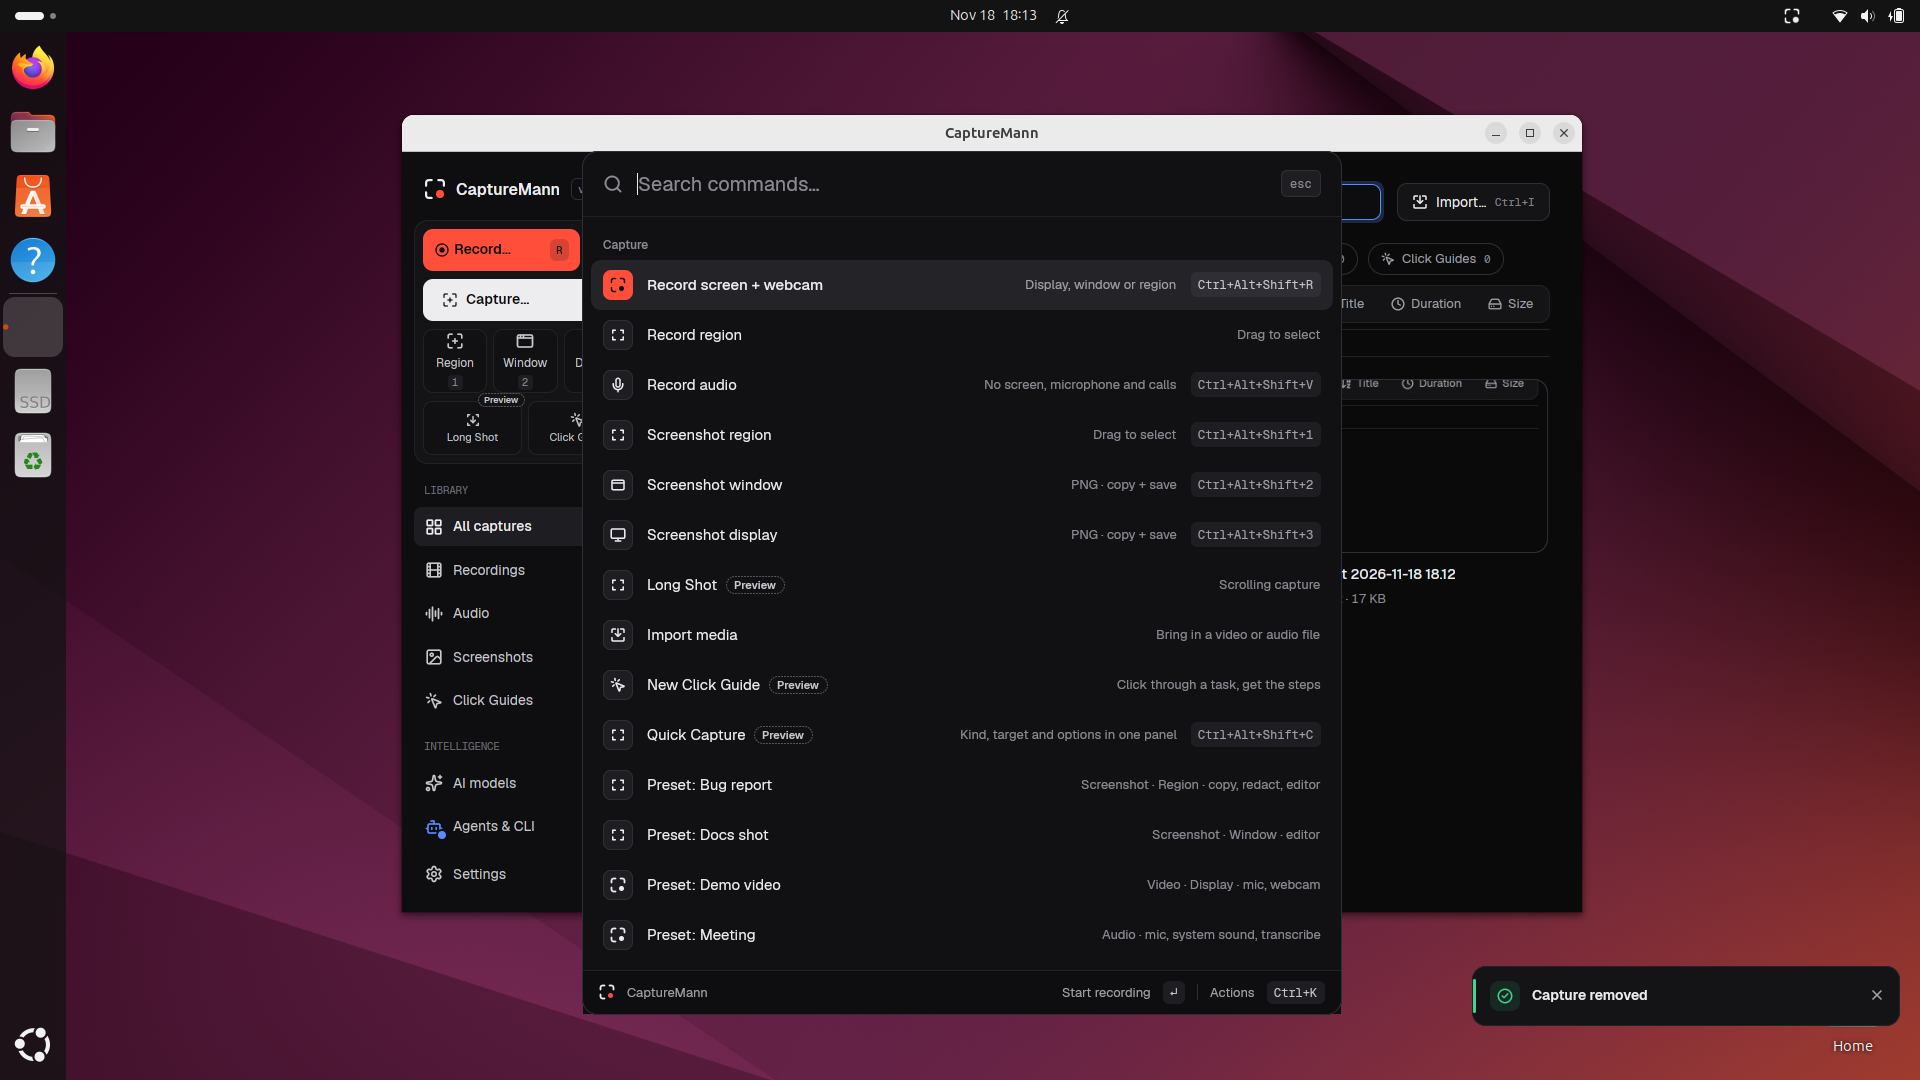 Nov 18 18:13
CaptureMann
CaptureMann
Search commands...
esc
Import... Ctrl+I
Record... R
Capture
Click Guides 0
Record screen + webcam Display, window or region Ctrl+Alt+Shift+R
Capture...
Title Duration Size
Record region Drag to select
Region
Window
1
2
Record audio No screen, microphone and calls Ctrl+Alt+Shift+V
Title Duration Size
Preview
Long Shot
Click G
Screenshot region Drag to select Ctrl+Alt+Shift+1
LIBRARY
Screenshot window PNG · copy + save Ctrl+Alt+Shift+2
All captures
Screenshot display PNG · copy + save Ctrl+Alt+Shift+3
Recordings
Long Shot Preview Scrolling capture
t 2026-11-18 18.12
· 17 KB
Audio
Import media Bring in a video or audio file
Screenshots
New Click Guide Preview Click through a task, get the steps
Click Guides
Quick Capture Preview Kind, target and options in one panel Ctrl+Alt+Shift+C
INTELLIGENCE
AI models
Preset: Bug report Screenshot · Region · copy, redact, editor
Agents & CLI
Preset: Docs shot Screenshot · Window · editor
Settings
Preset: Demo video Video · Display · mic, webcam
Preset: Meeting Audio · mic, system sound, transcribe
CaptureMann Start recording Actions Ctrl+K
Capture removed
Home
SSD